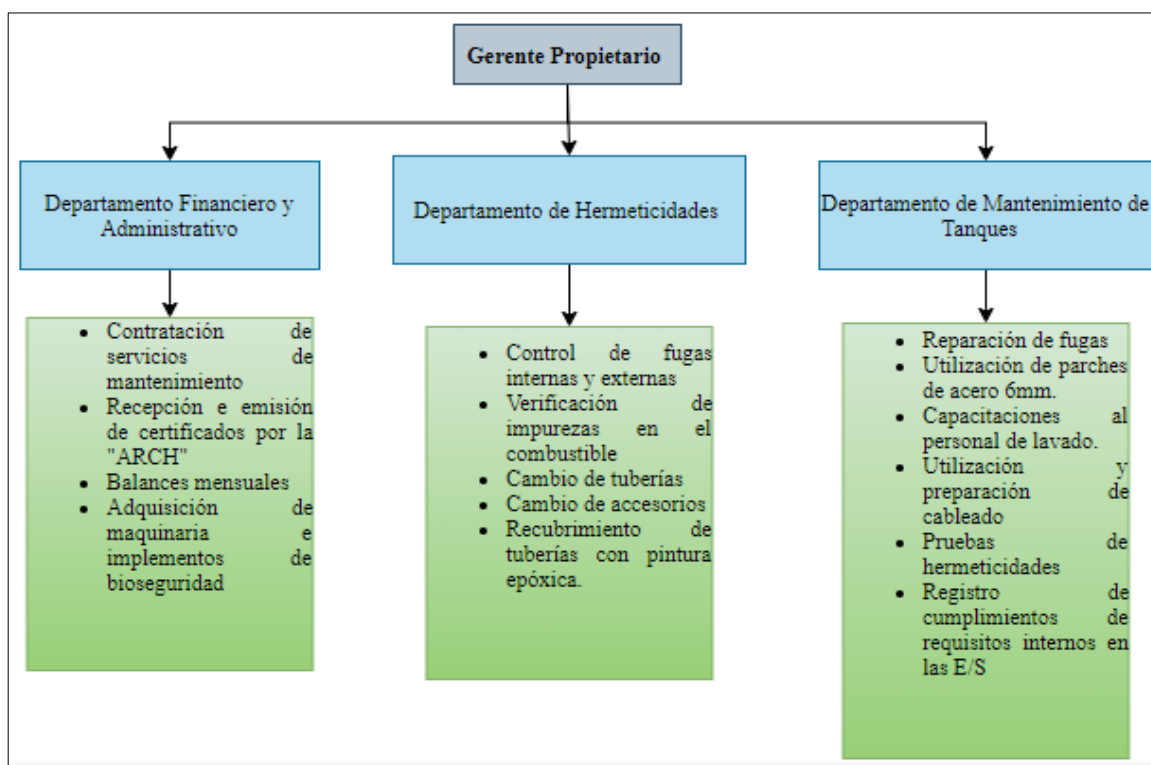 Gerente Propietario
Departamento Financiero y
Administrativo
Departamento de Hermeticidades
Departamento de Mantenimiento de
Tanques
• Contratación de
servicios de
mantenimiento
• Recepción e emisión
de certificados por la
"ARCH"
• Balances mensuales
• Adquisición de
maquinaria e
implementos de
bioseguridad
• Control de fugas
internas y externas
• Verificación de
impurezas en el
combustible
• Cambio de tuberías
• Cambio de accesorios
• Recubrimiento de
tuberías con pintura
epóxica.
• Reparación de fugas
• Utilización de parches
de acero 6mm.
• Capacitaciones al
personal de lavado.
• Utilización y
preparación de
cableado
• Pruebas de
hermeticidades
• Registro de
cumplimientos de
requisitos internos en
las E/S